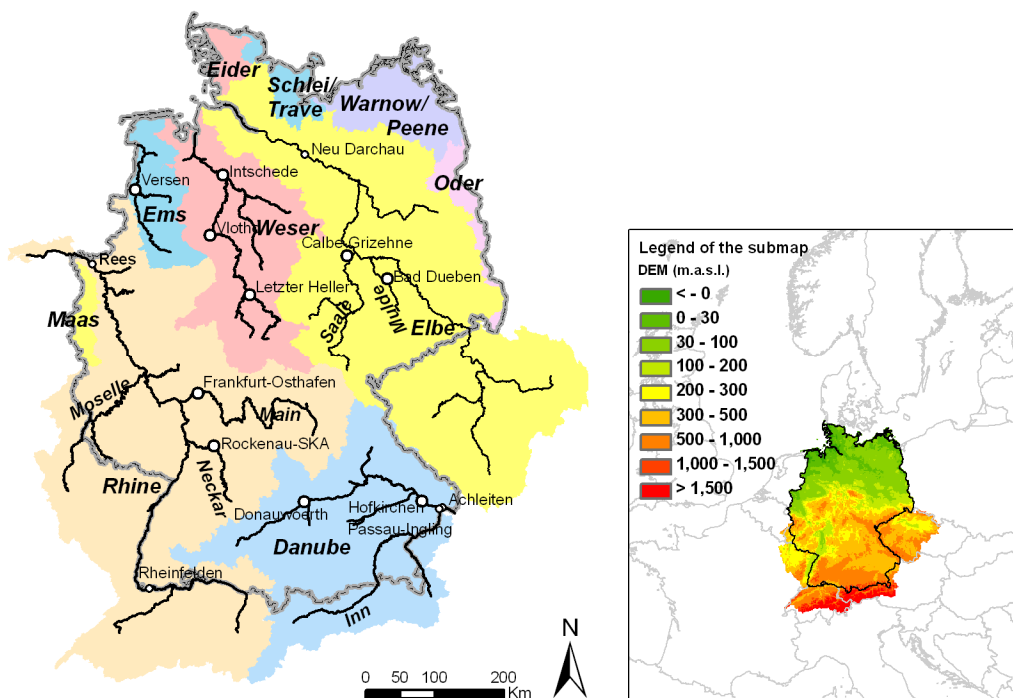 Eider
Schlei/
Trave
Warnow/
Peene
Neu Darchau
Oder
Versen
Intschede
Ems
Vloth
Weser
Calbe-Grizehne
Rees
Bad Dueben
Letzter Heller
Maas
Saale
Mulde
Elbe
Moselle
Frankfurt-Osthafen
Main
Rockenau-SKA
Rhine
Neckar
Donauwoerth
Hofkirchen
Achleiten
Passau-Ingling
Danube
Rheinfelden
Inn
N
0 50 100 200
Km
Legend of the submap
DEM (m.a.s.l.)
< - 0
0 - 30
30 - 100
100 - 200
200 - 300
300 - 500
500 - 1,000
1,000 - 1,500
> 1,500